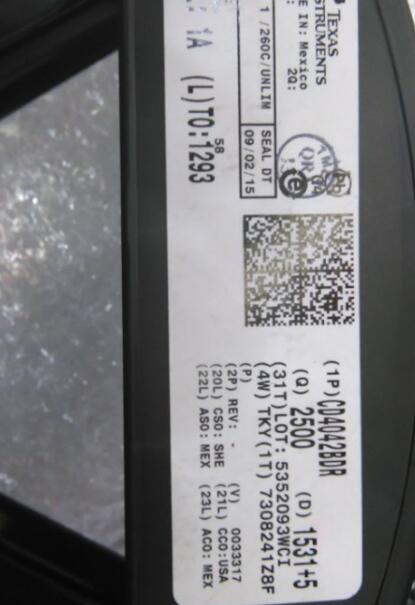 TEXAS
STRUMENTS
E IN: Mexico
2Q:
1 /260C/UNLIM
SEAL DT
09/02/15
1A (L)T0:1293
58
(1P)CD4042BDR
(Q) 2500 (D) 1531+5
(31T)LOT: 5352093WCI
(4W) TKY(1T) 7308241Z8F
(P)
(2P) REV: - (V) 0033317
(20L) CSO: SHE (21L) CCO:USA
(22L) ASO: MEX (23L) ACO: MEX